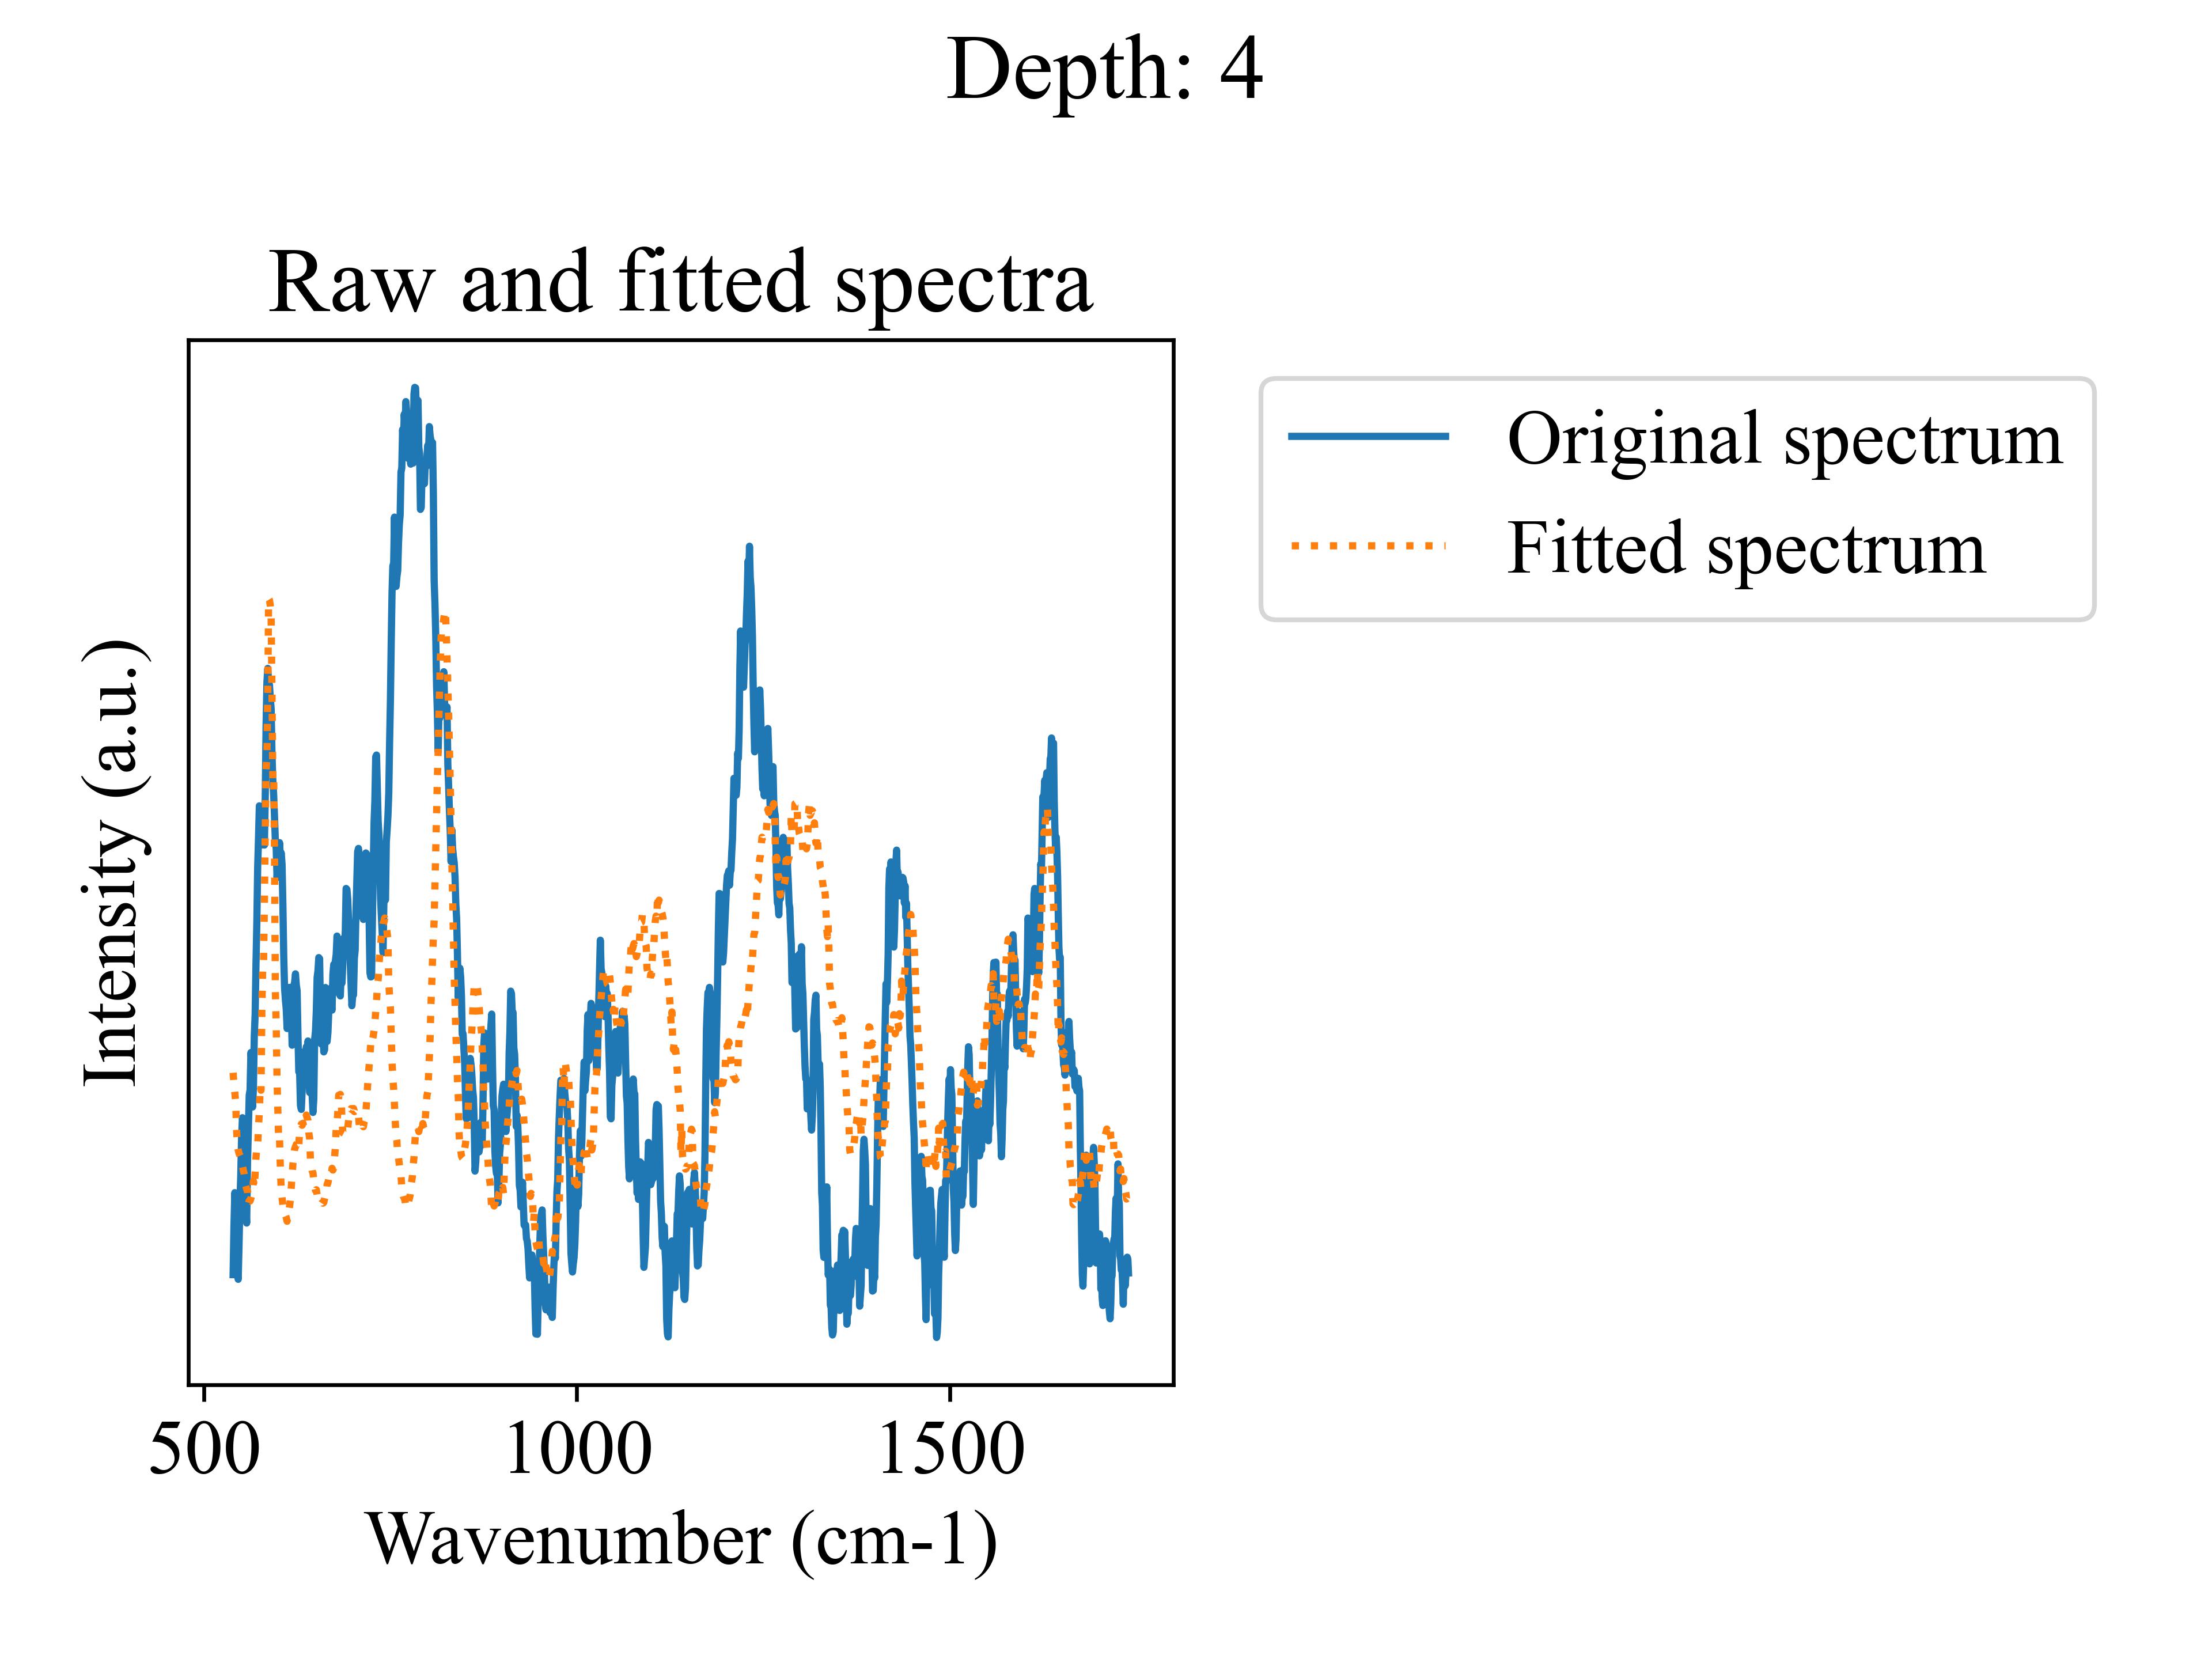 Depth: 4
Raw and fitted spectra
Original spectrum
Fitted spectrum
Intensity (a.u.)
500 1000 1500
Wavenumber (cm-1)